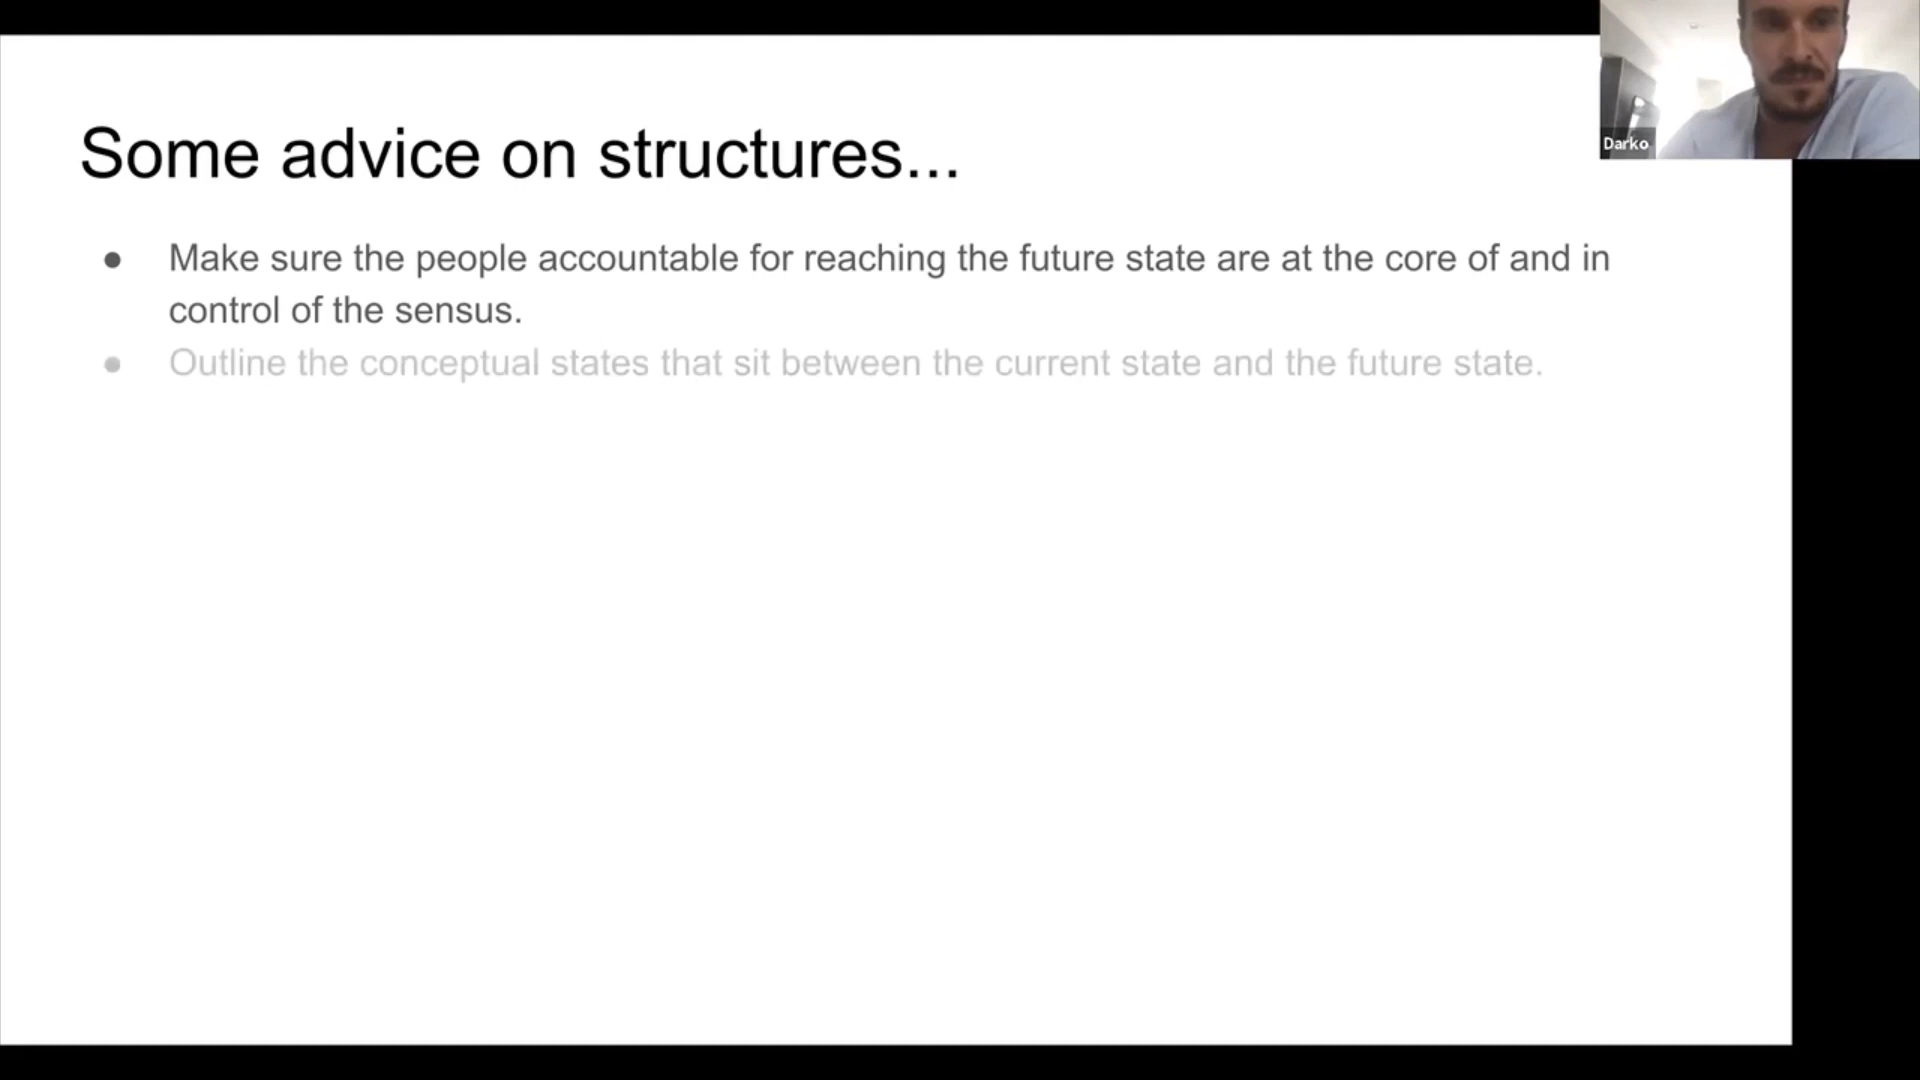 Some advice on structures...
● Make sure the people accountable for reaching the future state are at the core of and in
control of the sensus.
● Outline the conceptual states that sit between the current state and the future state.
Darko